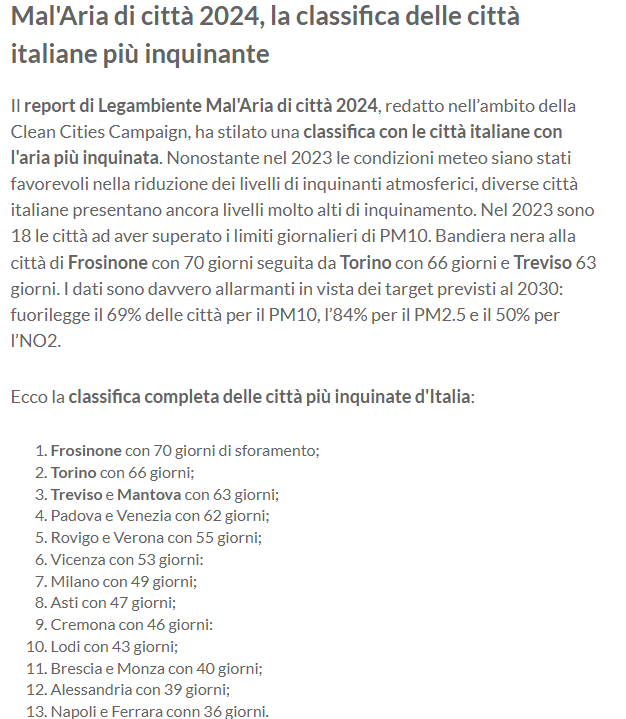 Mal'Aria di città 2024, la classifica delle città
italiane più inquinante
Il report di Legambiente Mal'Aria di città 2024, redatto nell'ambito della
Clean Cities Campaign, ha stilato una classifica con le città italiane con
l'aria più inquinata. Nonostante nel 2023 le condizioni meteo siano stati
favorevoli nella riduzione dei livelli di inquinanti atmosferici, diverse città
italiane presentano ancora livelli molto alti di inquinamento. Nel 2023 sono
18 le città ad aver superato i limiti giornalieri di PM10. Bandiera nera alla
città di Frosinone con 70 giorni seguita da Torino con 66 giorni e Treviso 63
giorni. I dati sono davvero allarmanti in vista dei target previsti al 2030:
fuorilegge il 69% delle città per il PM10, l'84% per il PM2.5 e il 50% per
l'NO2.
Ecco la classifica completa delle città più inquinate d'Italia:
1. Frosinone con 70 giorni di sforamento;
2. Torino con 66 giorni;
3. Treviso e Mantova con 63 giorni;
4. Padova e Venezia con 62 giorni;
5. Rovigo e Verona con 55 giorni;
6. Vicenza con 53 giorni:
7. Milano con 49 giorni;
8. Asti con 47 giorni;
9. Cremona con 46 giorni:
10. Lodi con 43 giorni;
11. Brescia e Monza con 40 giorni;
12. Alessandria con 39 giorni;
13. Napoli e Ferrara conn 36 giorni.